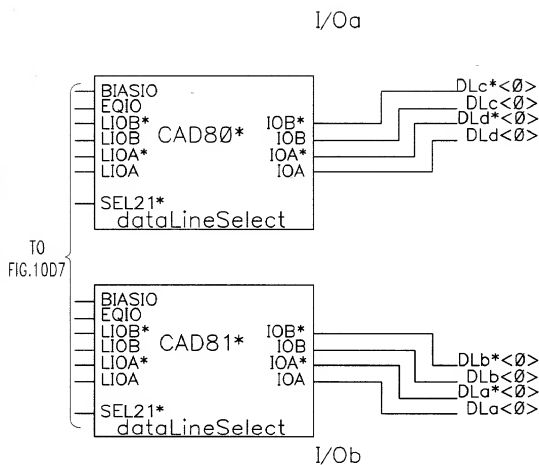 I/Oa
BIASIO
EQIO
LIOB*
LIOB
LIOA*
LIOA
SEL21*
CAD8Ø*
IOB*
IOB
IOA*
IOA
dataLineSelect
DLc*<Ø>
DLc<Ø>
DLd*<Ø>
DLd<Ø>
TO
FIG.10D7
BIASIO
EQIO
LIOB*
LIOB
LIOA*
LIOA
SEL21*
CAD81*
IOB*
IOB
IOA*
IOA
dataLineSelect
DLb*<Ø>
DLb<Ø>
DLa*<Ø>
DLa<Ø>
I/Ob